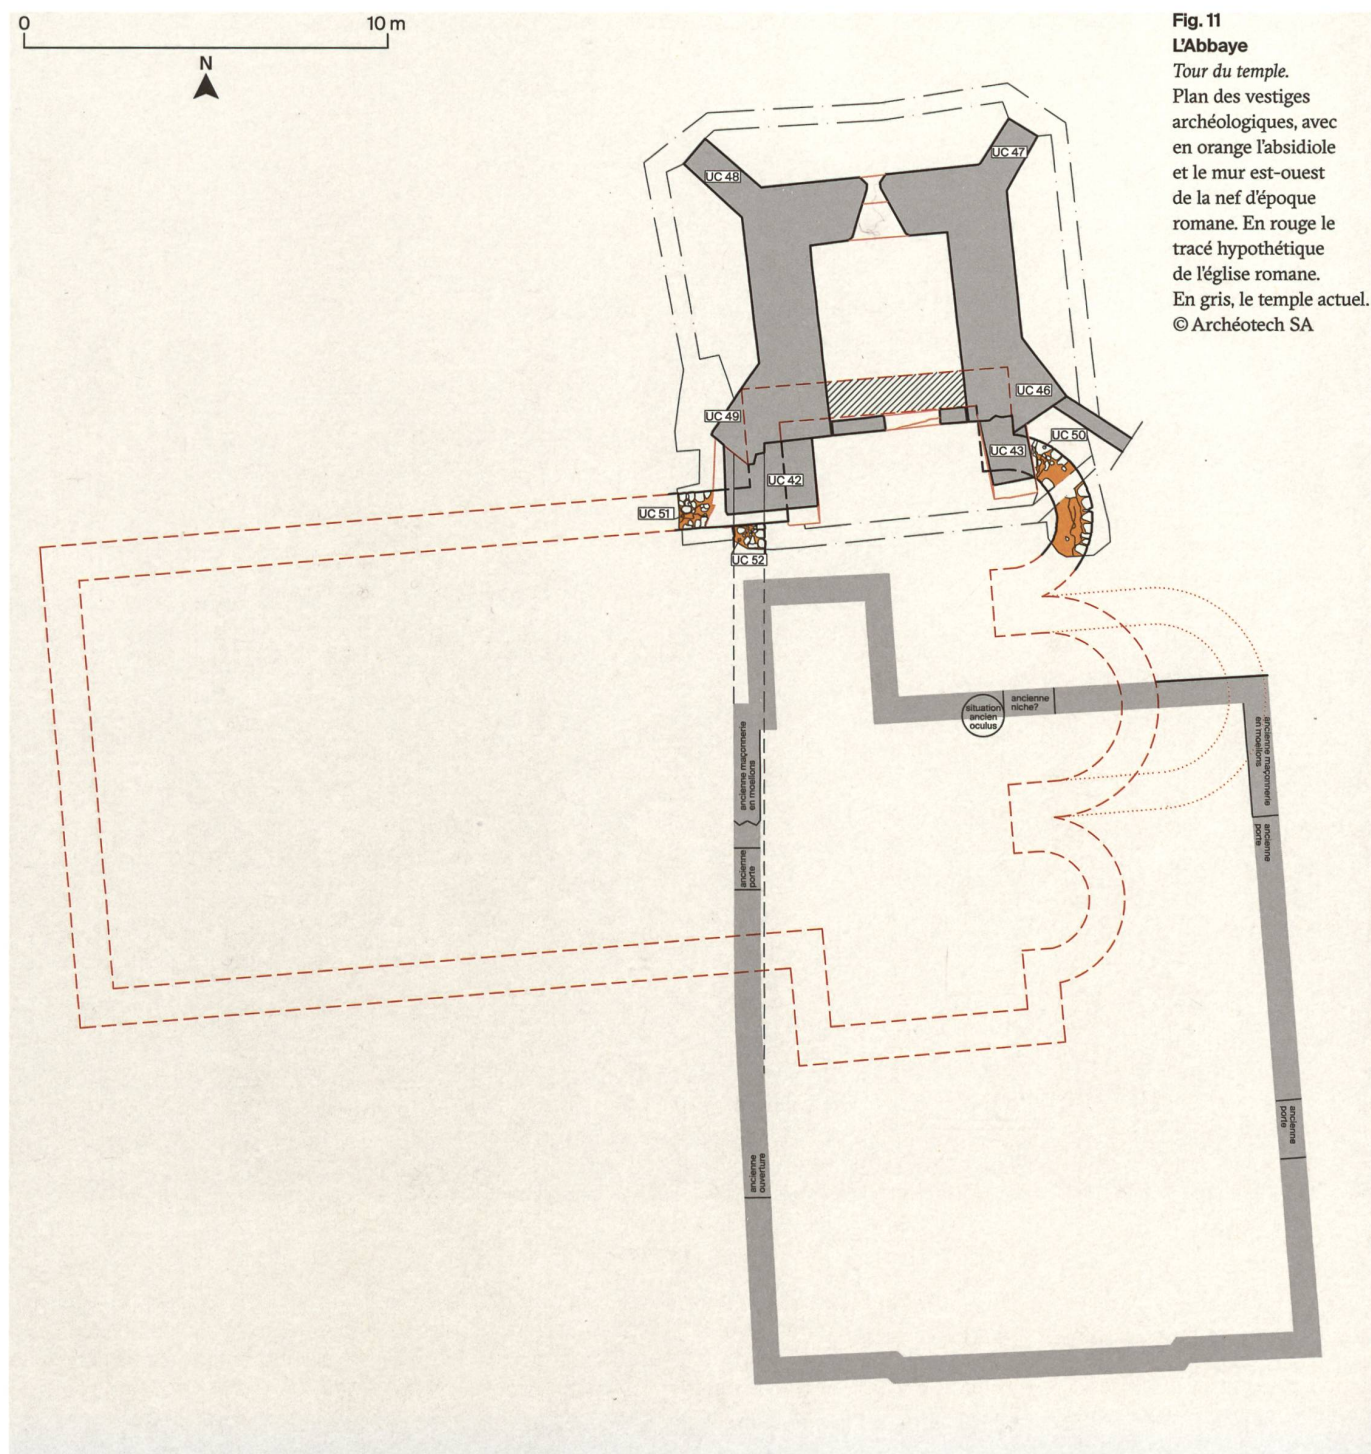 0
10 m
N
Fig. 11
L'Abbaye
Tour du temple.
Plan des vestiges
archéologiques, avec
en orange l'absidiole
et le mur est-ouest
de la nef d'époque
romane. En rouge le
tracé hypothétique
de l'église romane.
En gris, le temple actuel.
© Archéotech SA
UC 47
UC 48
UC 46
UC 49
UC 50
UC 43
UC 42
UC 51
UC 52
situation
ancien
oculus
ancienne
niche?
ancienne maçonnerie
en moellons
ancienne maçonnerie
en moellons
ancienne
porte
ancienne
porte
ancienne
porte
ancienne
ouverture